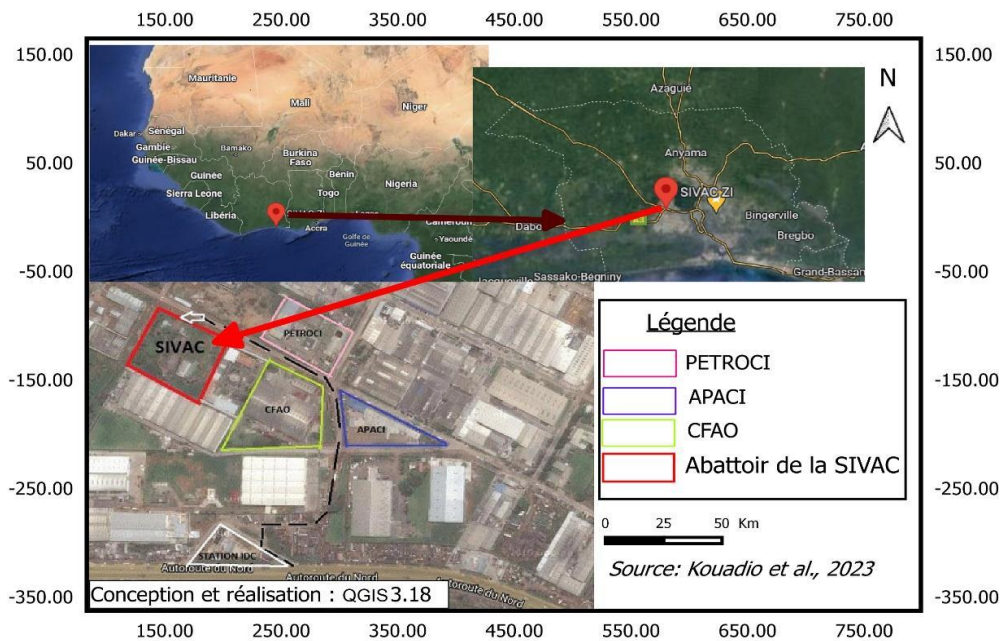 150.00 250.00 350.00 450.00 550.00 650.00 750.00
150.00 150.00
50.00 50.00
-50.00 -50.00
-150.00 -150.00
-250.00 -250.00
-350.00 -350.00
Mauritanie
Mali
Niger
Dakar
Sénégal
Gambie
Guinée-Bissau
Bamako
Burkina
Faso
Guinée
Bénin
Togo
Nigeria
Sierra Leone
Libéria
Accra
Golfe de
Guinée
Cameroun
Yaoundé
Guinée
équatoriale
N
Azaguié
Anyama
SIVAC ZI
Bingerville
Dabo
Bregbo
Jacqueville
Sassako-Bégniny
Grand-Bassan
SIVAC
PETROCI
CFAO
APACI
STATION IDC
Autoroute du Nord
Autoroute du Nord
Autoroute du Nord
Légende
PETROCI
APACI
CFAO
Abattoir de la SIVAC
0 25 50 Km
Source: Kouadio et al., 2023
Conception et réalisation : QGIS 3.18
150.00 250.00 350.00 450.00 550.00 650.00 750.00